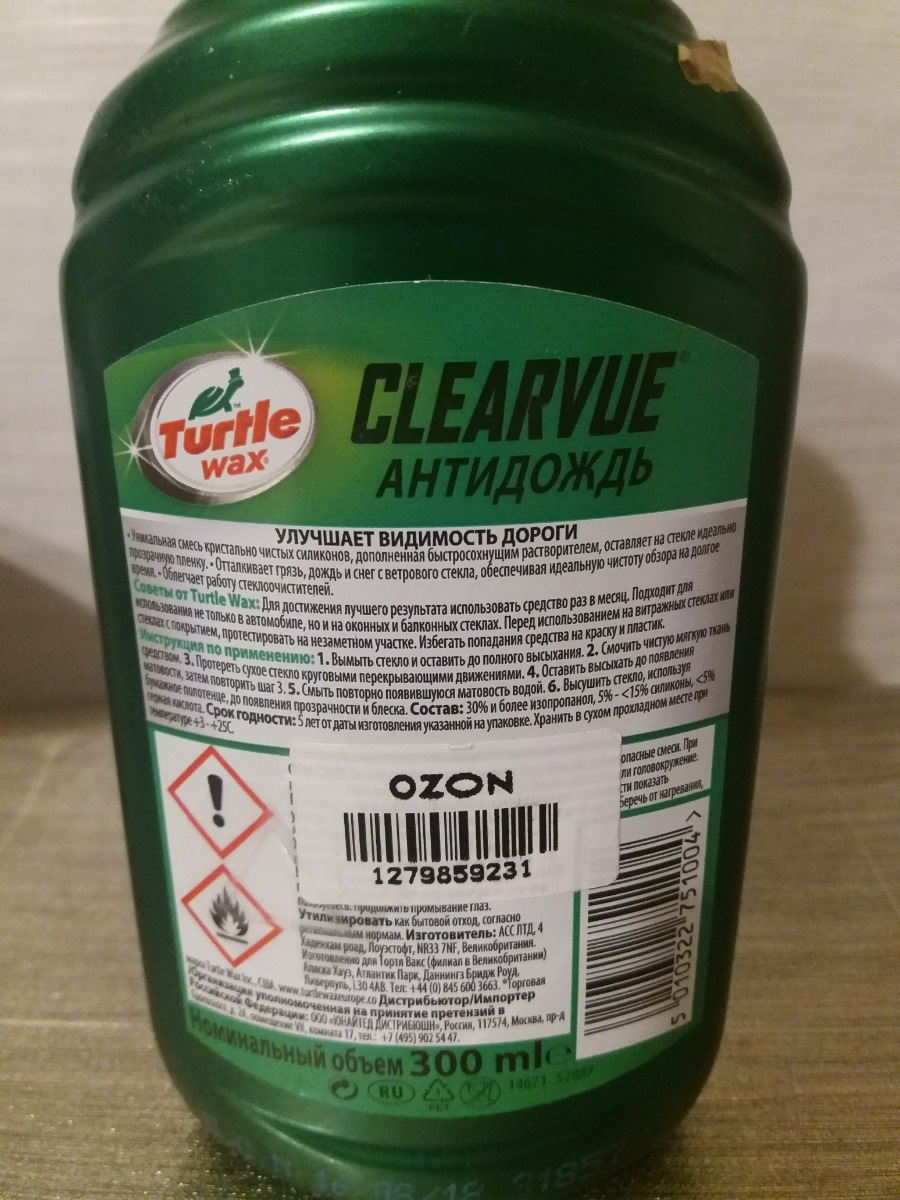 Turtle
wax®
CLEARVUE®
АНТИДОЖДЬ
УЛУЧШАЕТ ВИДИМОСТЬ ДОРОГИ
• Уникальная смесь кристально чистых силиконов, дополненная быстросохнущим растворителем, оставляет на стекле идеально
прозрачную пленку. • Отталкивает грязь, дождь и снег с ветрового стекла, обеспечивая идеальную чистоту обзора на долгое
время. • Облегчает работу стеклоочистителей.
Советы от Turtle Wax: Для достижения лучшего результата использовать средство раз в месяц. Подходит для
использования не только в автомобиле, но и на оконных и балконных стеклах. Перед использованием на витражных стеклах или
стеклах с покрытием, протестировать на незаметном участке. Избегать попадания средства на краску и пластик.
Инструкция по применению: 1. Вымыть стекло и оставить до полного высыхания. 2. Смочить чистую мягкую ткань
средством. 3. Протереть сухое стекло круговыми перекрывающими движениями. 4. Оставить высыхать до появления
матовости, затем повторить шаг 3. 5. Смыть повторно появившуюся матовость водой. 6. Высушить стекло, используя
бумажное полотенце, до появления прозрачности и блеска. Состав: 30% и более изопропанол, 5% - <15% силиконы, <5%
серная кислота. Срок годности: 5 лет от даты изготовления указанной на упаковке. Хранить в сухом прохладном месте при
температуре +3 - +25C.
опасные смеси. При
ли головокружение.
сти показать
Беречь от нагревания,
OZON
1279859231
продолжить промывание глаз.
Утилизировать как бытовой отход, согласно
региональным нормам. Изготовитель: АСС ЛТД, 4
Хаденхам роад, Лоуэстофт, NR33 7NF, Великобритания.
Изготовлено для Тортл Вакс (филиал в Великобритании)
Аляска Хауз, Атлантик Парк, Даннингз Бридж Роуд,
Ливерпуль, L30 4AB. Тел: +44 (0) 845 600 3663. *Торговая
марка Turtle Wax Inc., США. www.turtlewaxeurope.co Дистрибьютор/Импортер
/Организация уполномоченная на принятие претензий в
Российской Федерации: ООО «ЮНАЙТЕД ДИСТРИБЬЮШН», Россия, 117574, Москва, пр-д
д. 2А, помещение VII, комната 17, тел.: +7 (495) 902 54 47.
Номинальный объем 300 ml e
RU
1
PET
14671 52887
5 010322 751004 >
16/08/18 3185